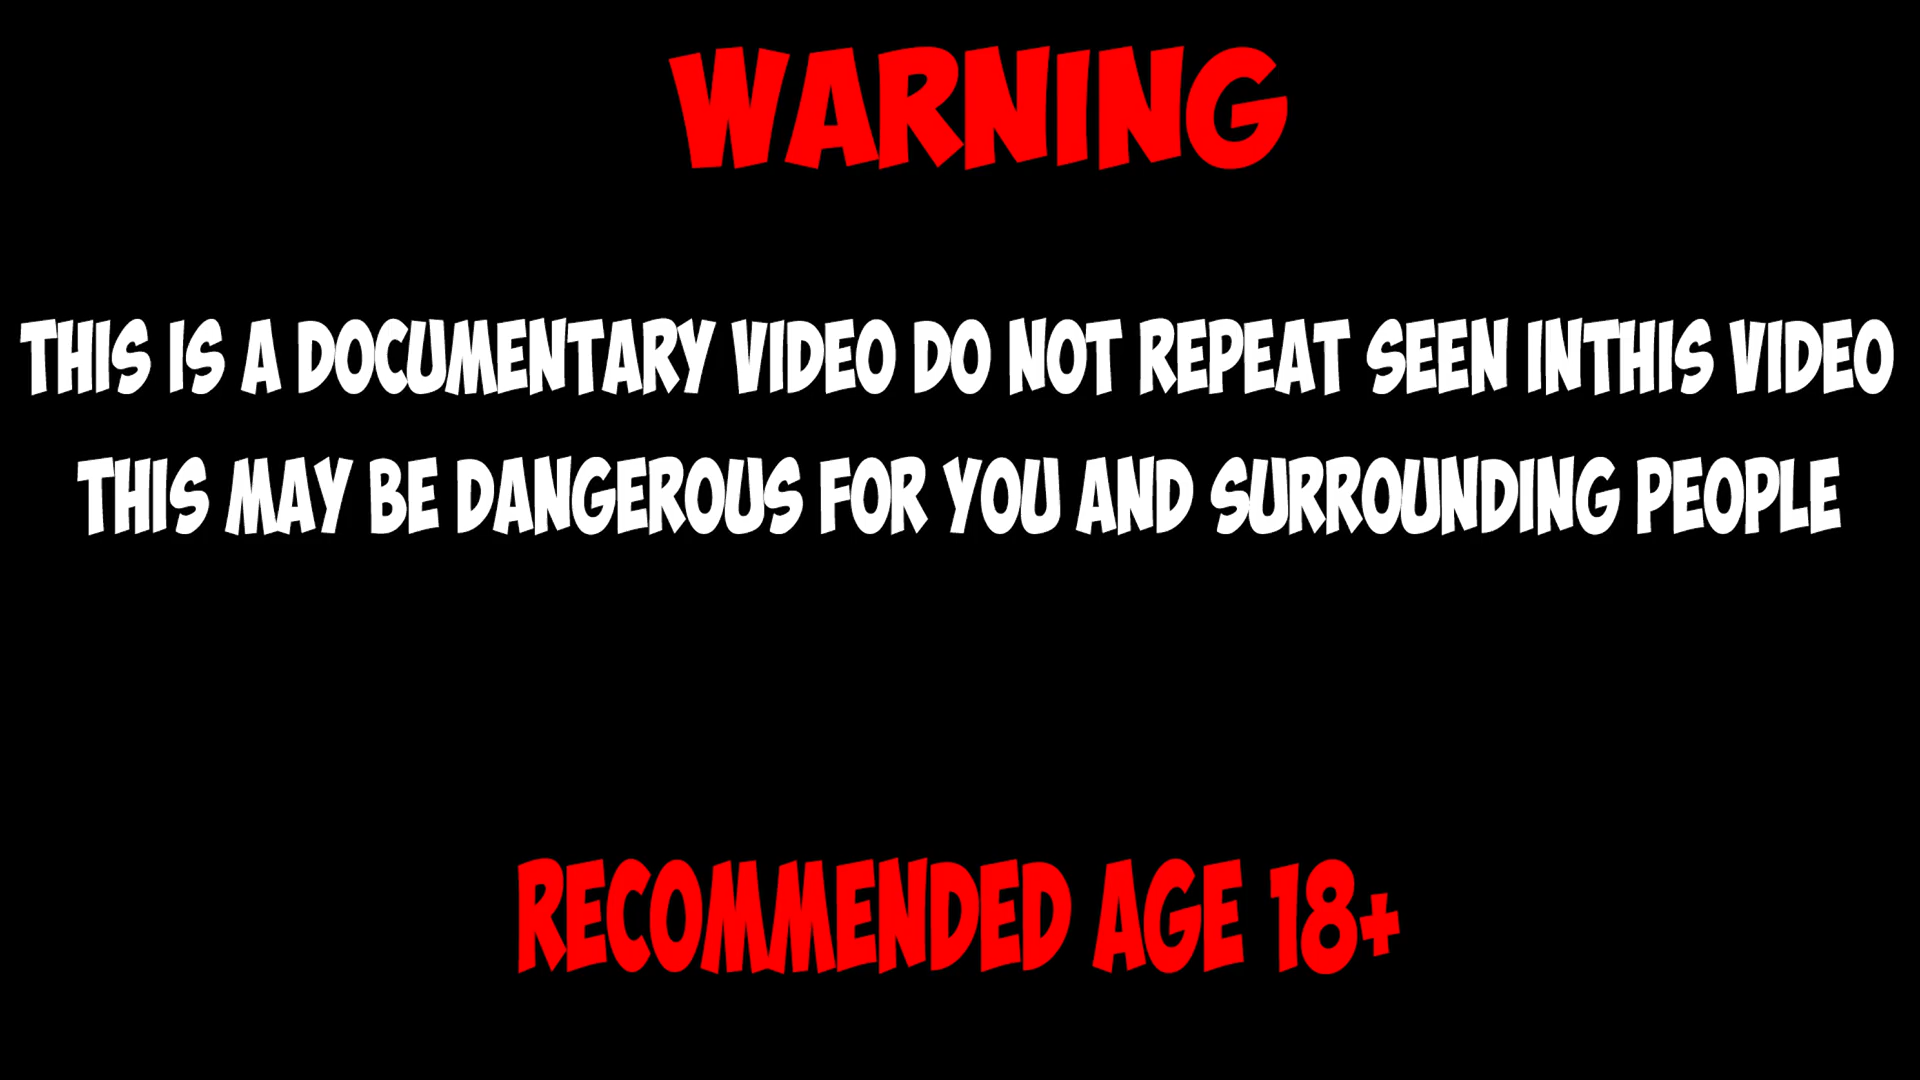 WARNING
THIS IS A DOCUMENTARY VIDEO DO NOT REPEAT SEEN INTHIS VIDEO
THIS MAY BE DANGEROUS FOR YOU AND SURROUNDING PEOPLE
RECOMMENDED AGE 18+